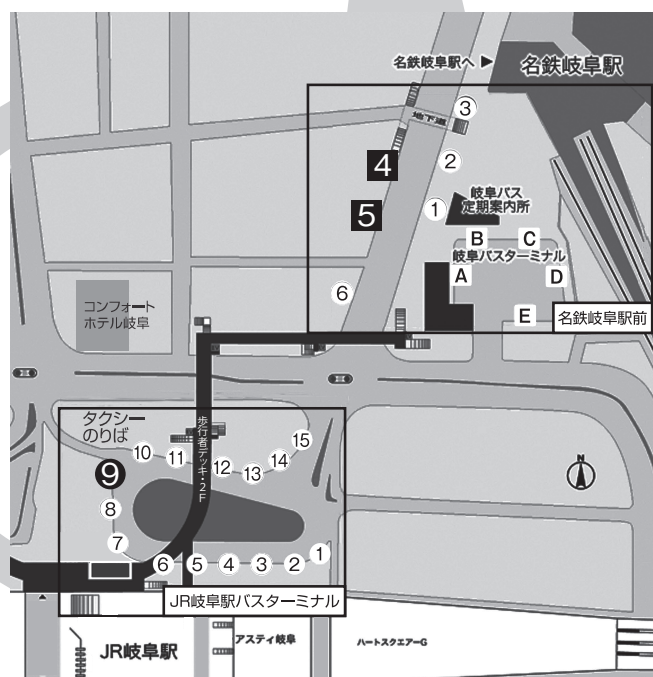 名鉄岐阜駅へ ▶
名鉄岐阜駅
地下道
3
4
2
5
1
岐阜バス
定期案内所
B
C
岐阜バスターミナル
A
D
6
E
名鉄岐阜駅前
コンフォート
ホテル岐阜
タクシー
のりば
歩行者デッキ・2F
15
10
11
12
13
14
9
8
7
6
5
4
3
2
1
N
JR岐阜駅バスターミナル
JR岐阜駅
アスティ岐阜
ハートスクエアーG